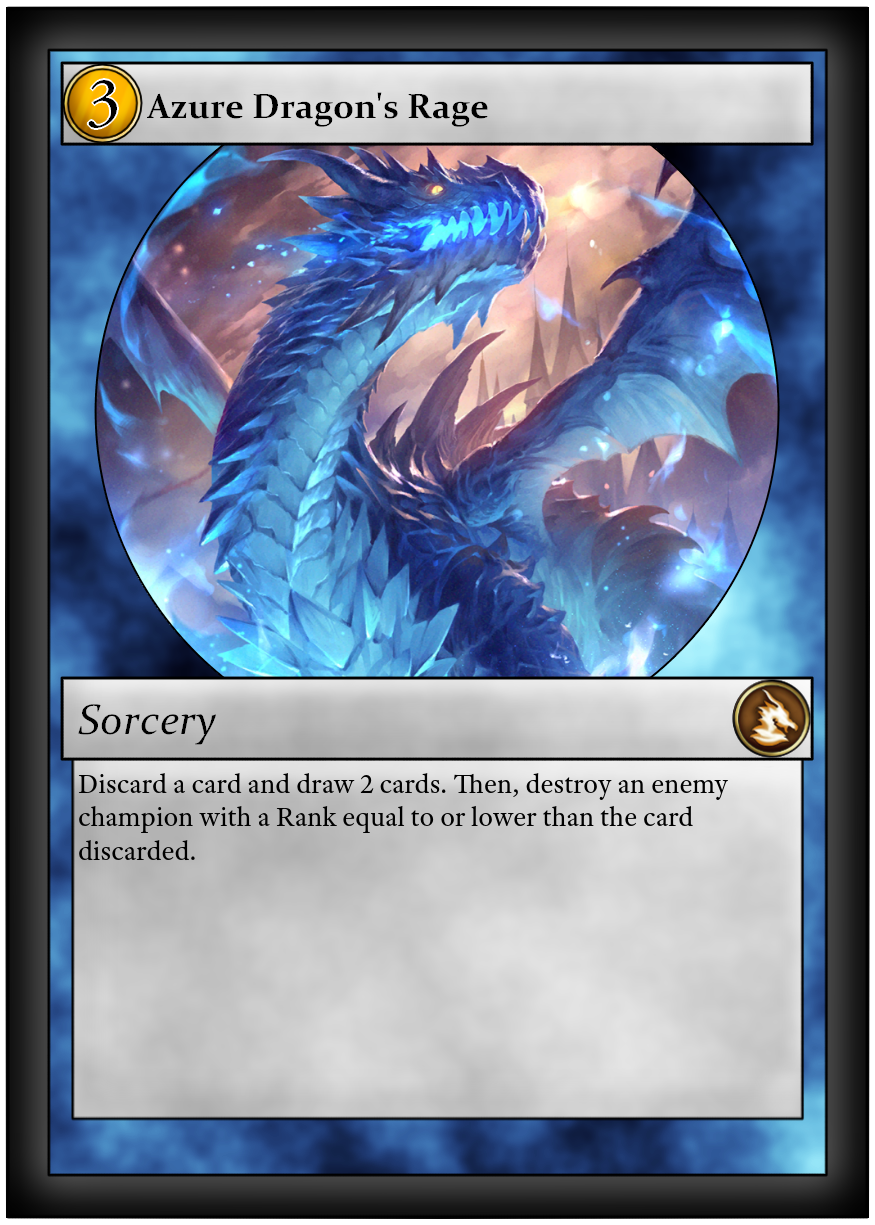 3
Azure Dragon's Rage
Sorcery
Discard a card and draw 2 cards. Then, destroy an enemy
champion with a Rank equal to or lower than the card
discarded.